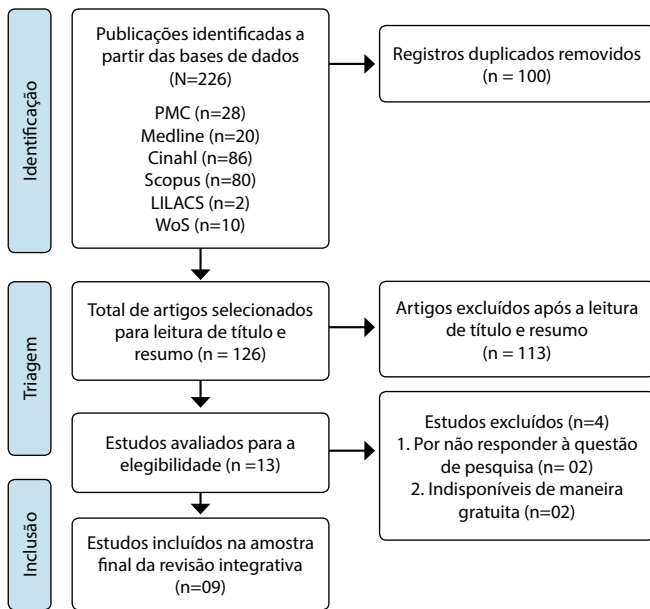 Identificação
Publicações identificadas a
partir das bases de dados
(N=226)
PMC (n=28)
Medline (n=20)
Cinahl (n=86)
Scopus (n=80)
LILACS (n=2)
WoS (n=10)
Registros duplicados removidos
(n = 100)
Triagem
Total de artigos selecionados
para leitura de título e
resumo (n = 126)
Artigos excluídos após a leitura
de título e resumo
(n = 113)
Estudos avaliados para a
elegibilidade (n =13)
Estudos excluídos (n=4)
1. Por não responder à questão
de pesquisa (n= 02)
2. Indisponíveis de maneira
gratuita (n=02)
Inclusão
Estudos incluídos na amostra
final da revisão integrativa
(n=09)